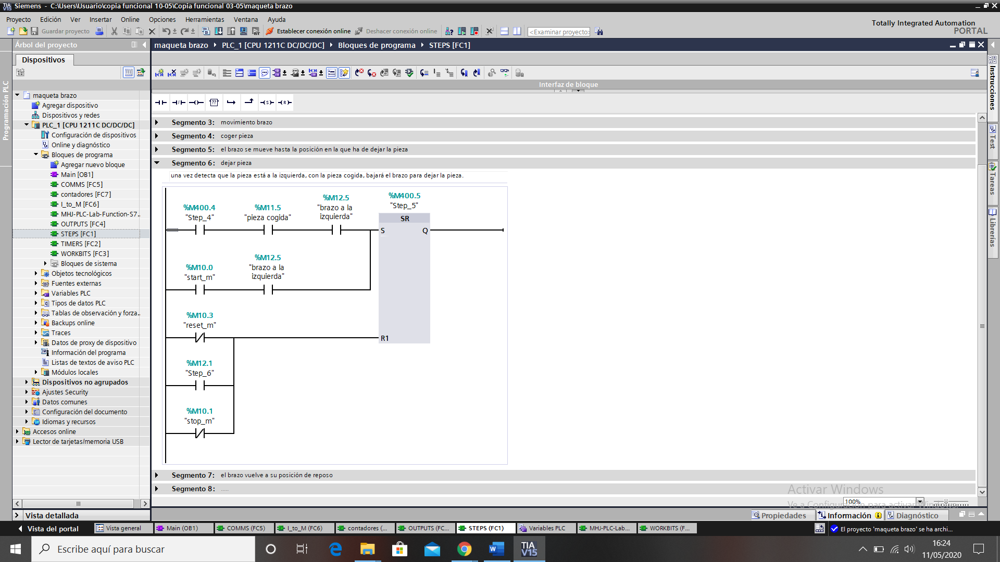 Siemens - C:\Users\Usuario\copia funcional 10-05\Copia funcional 03-05\maqueta brazo
Proyecto Edición Ver Insertar Online Opciones Herramientas Ventana Ayuda
Totally Integrated Automation
PORTAL
Guardar proyecto
Establecer conexión online
Deshacer conexión online
<Examinar proyecto>
Árbol del proyecto
maqueta brazo
PLC_1 [CPU 1211C DC/DC/DC]
Bloques de programa
STEPS [FC1]
Dispositivos
Programación PLC
Interfaz de bloque
maqueta brazo
Agregar dispositivo
Dispositivos y redes
PLC_1 [CPU 1211C DC/DC/DC]
Configuración de dispositivos
Online y diagnóstico
Bloques de programa
Agregar nuevo bloque
Main [OB1]
COMMS [FC5]
contadores [FC7]
I_to_M [FC6]
MHJ-PLC-Lab-Function-S7..
OUTPUTS [FC4]
STEPS [FC1]
TIMERS [FC2]
WORKBITS [FC3]
Bloques de sistema
Objetos tecnológicos
Fuentes externas
Variables PLC
Tipos de datos PLC
Tablas de observación y forza..
Backups online
Traces
Datos de proxy de dispositivo
Información del programa
Listas de textos de aviso PLC
Módulos locales
Dispositivos no agrupados
Ajustes Security
Datos comunes
Configuración del documento
Idiomas y recursos
Accesos online
Lector de tarjetas/memoria USB
Vista detallada
Segmento 3: movimiento brazo
Segmento 4: coger pieza
Segmento 5: el brazo se mueve hasta la posición en la que ha de dejar la pieza
Segmento 6: dejar pieza
una vez detecta que la pieza está a la izquierda, con la pieza cogida, bajará el brazo para dejar la pieza.
%M400.4
"Step_4"
%M11.5
"pieza cogida"
%M12.5
"brazo a la
izquierda"
%M400.5
"Step_5"
SR
S
Q
%M10.0
"start_m"
%M12.5
"brazo a la
izquierda"
%M10.3
"reset_m"
R1
%M12.1
"Step_6"
%M10.1
"stop_m"
Segmento 7: el brazo vuelve a su posición de reposo
Segmento 8: .....
Activar Windows
Ve a Configuración para activar Windows.
100%
Instrucciones
Test
Tareas
Librerías
Propiedades
Información
Diagnóstico
Vista del portal
Vista general
Main (OB1)
COMMS (FC5)
I_to_M (FC6)
contadores (...
OUTPUTS (FC...
STEPS (FC1)
Variables PLC
MHJ-PLC-Lab...
WORKBITS (F...
El proyecto 'maqueta brazo' se ha archi...
Escribe aquí para buscar
TIA
V15
16:24
11/05/2020